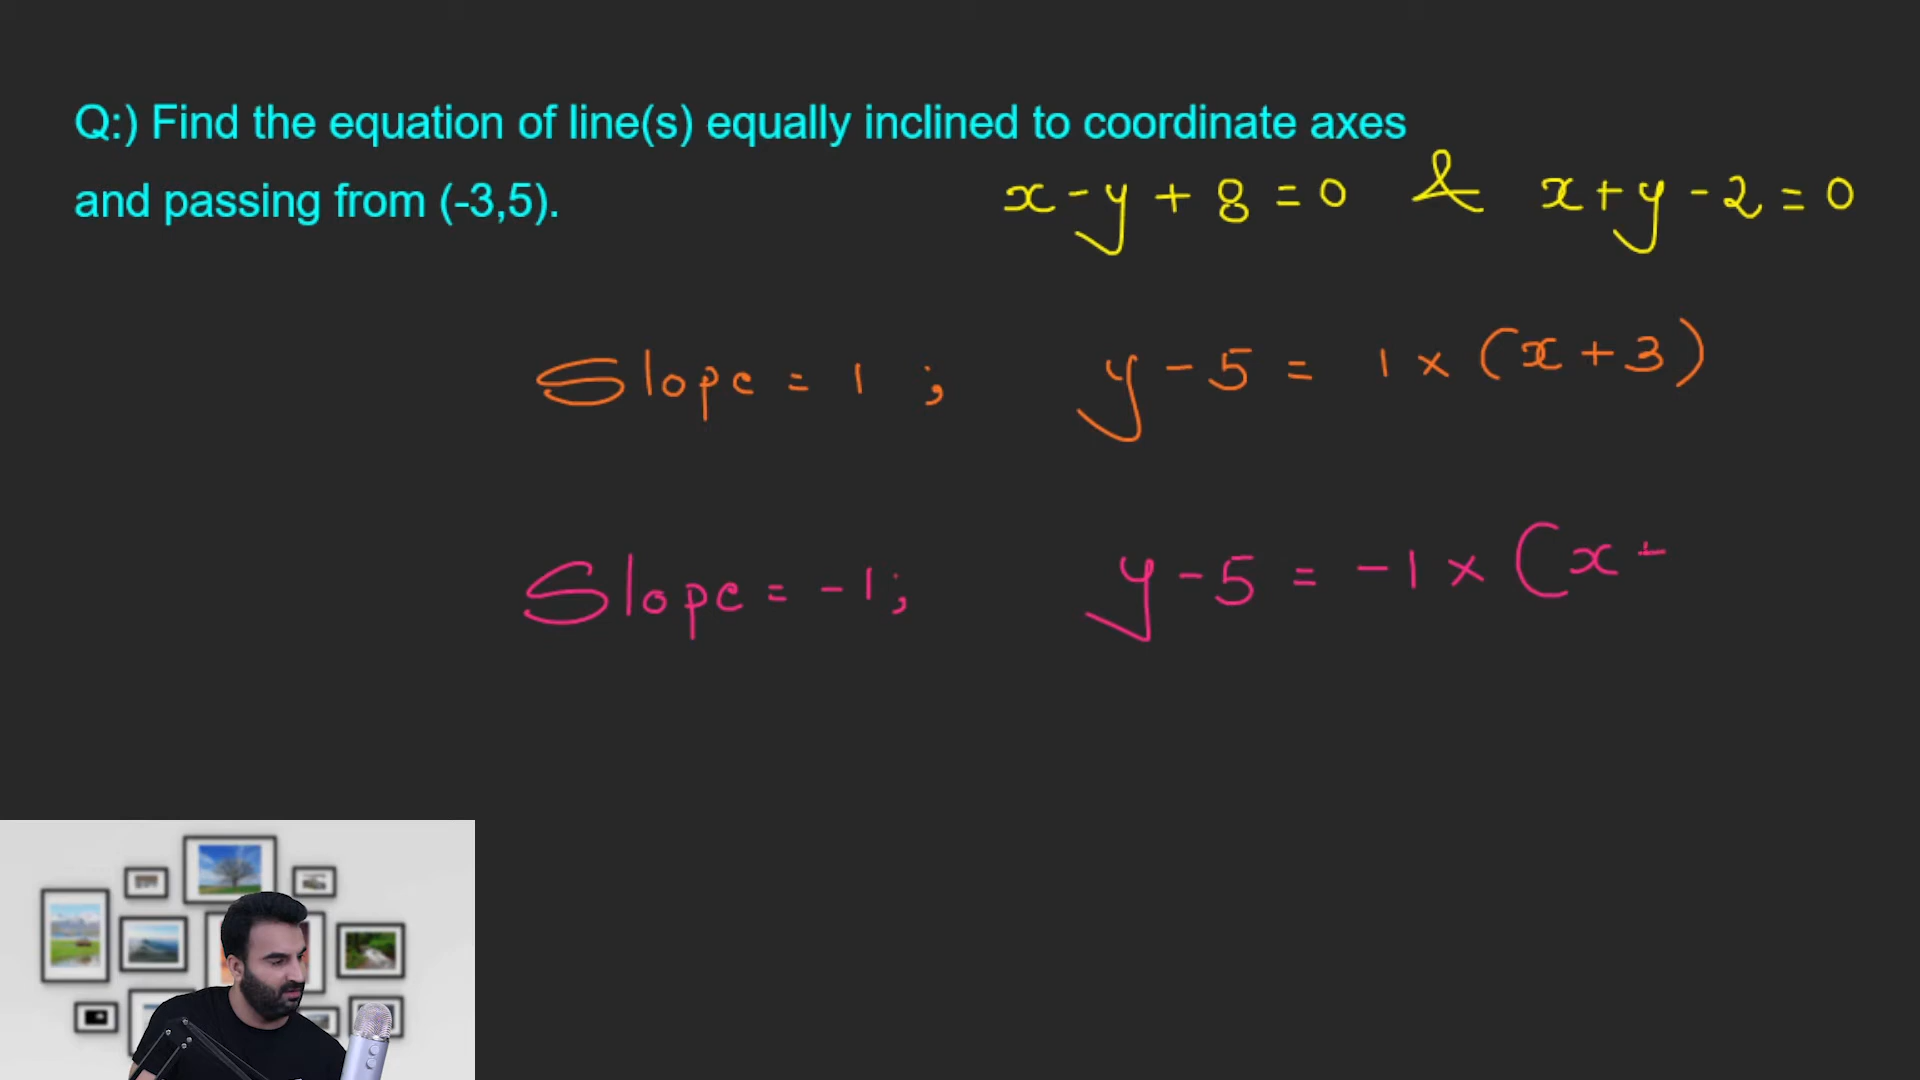 Q:) Find the equation of line(s) equally inclined to coordinate axes
and passing from (-3,5).
x - y + 8 = 0 & x + y - 2 = 0
Slope = 1 ; y - 5 = 1 × (x + 3)
Slope = -1; y - 5 = -1 × (x +